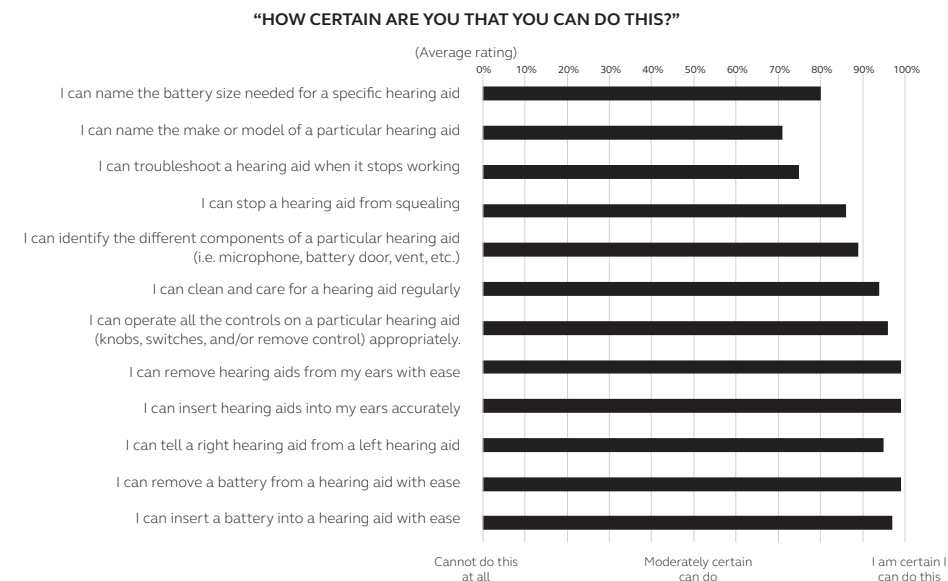 “HOW CERTAIN ARE YOU THAT YOU CAN DO THIS?”
(Average rating)
0% 10% 20% 30% 40% 50% 60% 70% 80% 90% 100%
I can name the battery size needed for a specific hearing aid
I can name the make or model of a particular hearing aid
I can troubleshoot a hearing aid when it stops working
I can stop a hearing aid from squealing
I can identify the different components of a particular hearing aid
(i.e. microphone, battery door, vent, etc.)
I can clean and care for a hearing aid regularly
I can operate all the controls on a particular hearing aid
(knobs, switches, and/or remove control) appropriately.
I can remove hearing aids from my ears with ease
I can insert hearing aids into my ears accurately
I can tell a right hearing aid from a left hearing aid
I can remove a battery from a hearing aid with ease
I can insert a battery into a hearing aid with ease
Cannot do this
at all
Moderately certain
can do
I am certain I
can do this